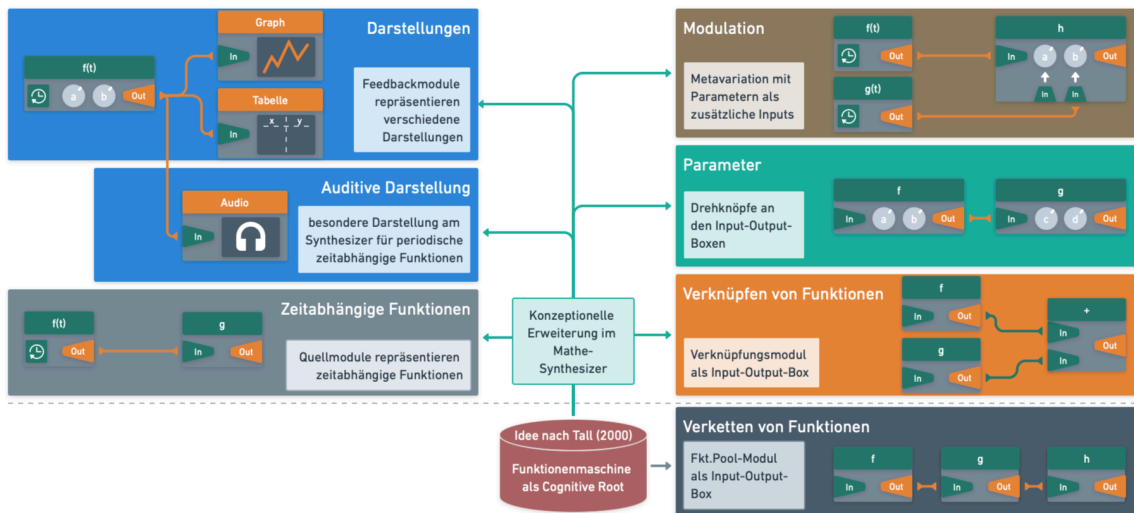 Darstellungen
f(t)
a
b
Out
Graph
In
Tabelle
In
x
y
Feedbackmodule
repräsentieren
verschiedene
Darstellungen
Auditive Darstellung
Audio
In
besondere Darstellung am
Synthesizer für periodische
zeitabhängige Funktionen
Zeitabhängige Funktionen
f(t)
Out
g
In
Out
Quellmodule repräsentieren
zeitabhängige Funktionen
Konzeptionelle
Erweiterung im
Mathe-
Synthesizer
Idee nach Tall (2000)
Funktionenmaschine
als Cognitive Root
Modulation
Metavariation mit
Parametern als
zusätzliche Inputs
f(t)
Out
g(t)
Out
h
In
a
b
Out
In
In
Parameter
Drehknöpfe an
den Input-Output-
Boxen
f
In
a
b
Out
g
In
c
d
Out
Verknüpfen von Funktionen
Verknüpfungsmodul
als Input-Output-Box
f
In
Out
g
In
Out
+
In
In
Out
Verketten von Funktionen
Fkt.Pool-Modul
als Input-Output-
Box
f
In
Out
g
In
Out
h
In
Out